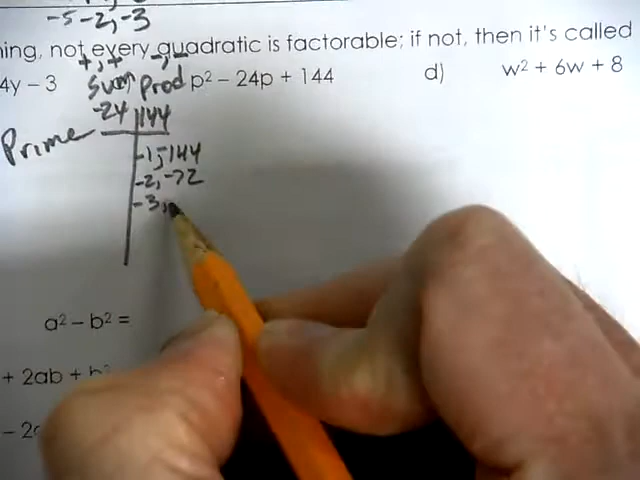 -5 -2, -3
ing, not every quadratic is factorable; if not, then it's called
+, + -, -
4y – 3 Sum Prod p² – 24p + 144 d) w² + 6w + 8
-24 144
Prime
-1, -144
-2, -72
-3,
a² – b² =
+ 2ab +
– 2